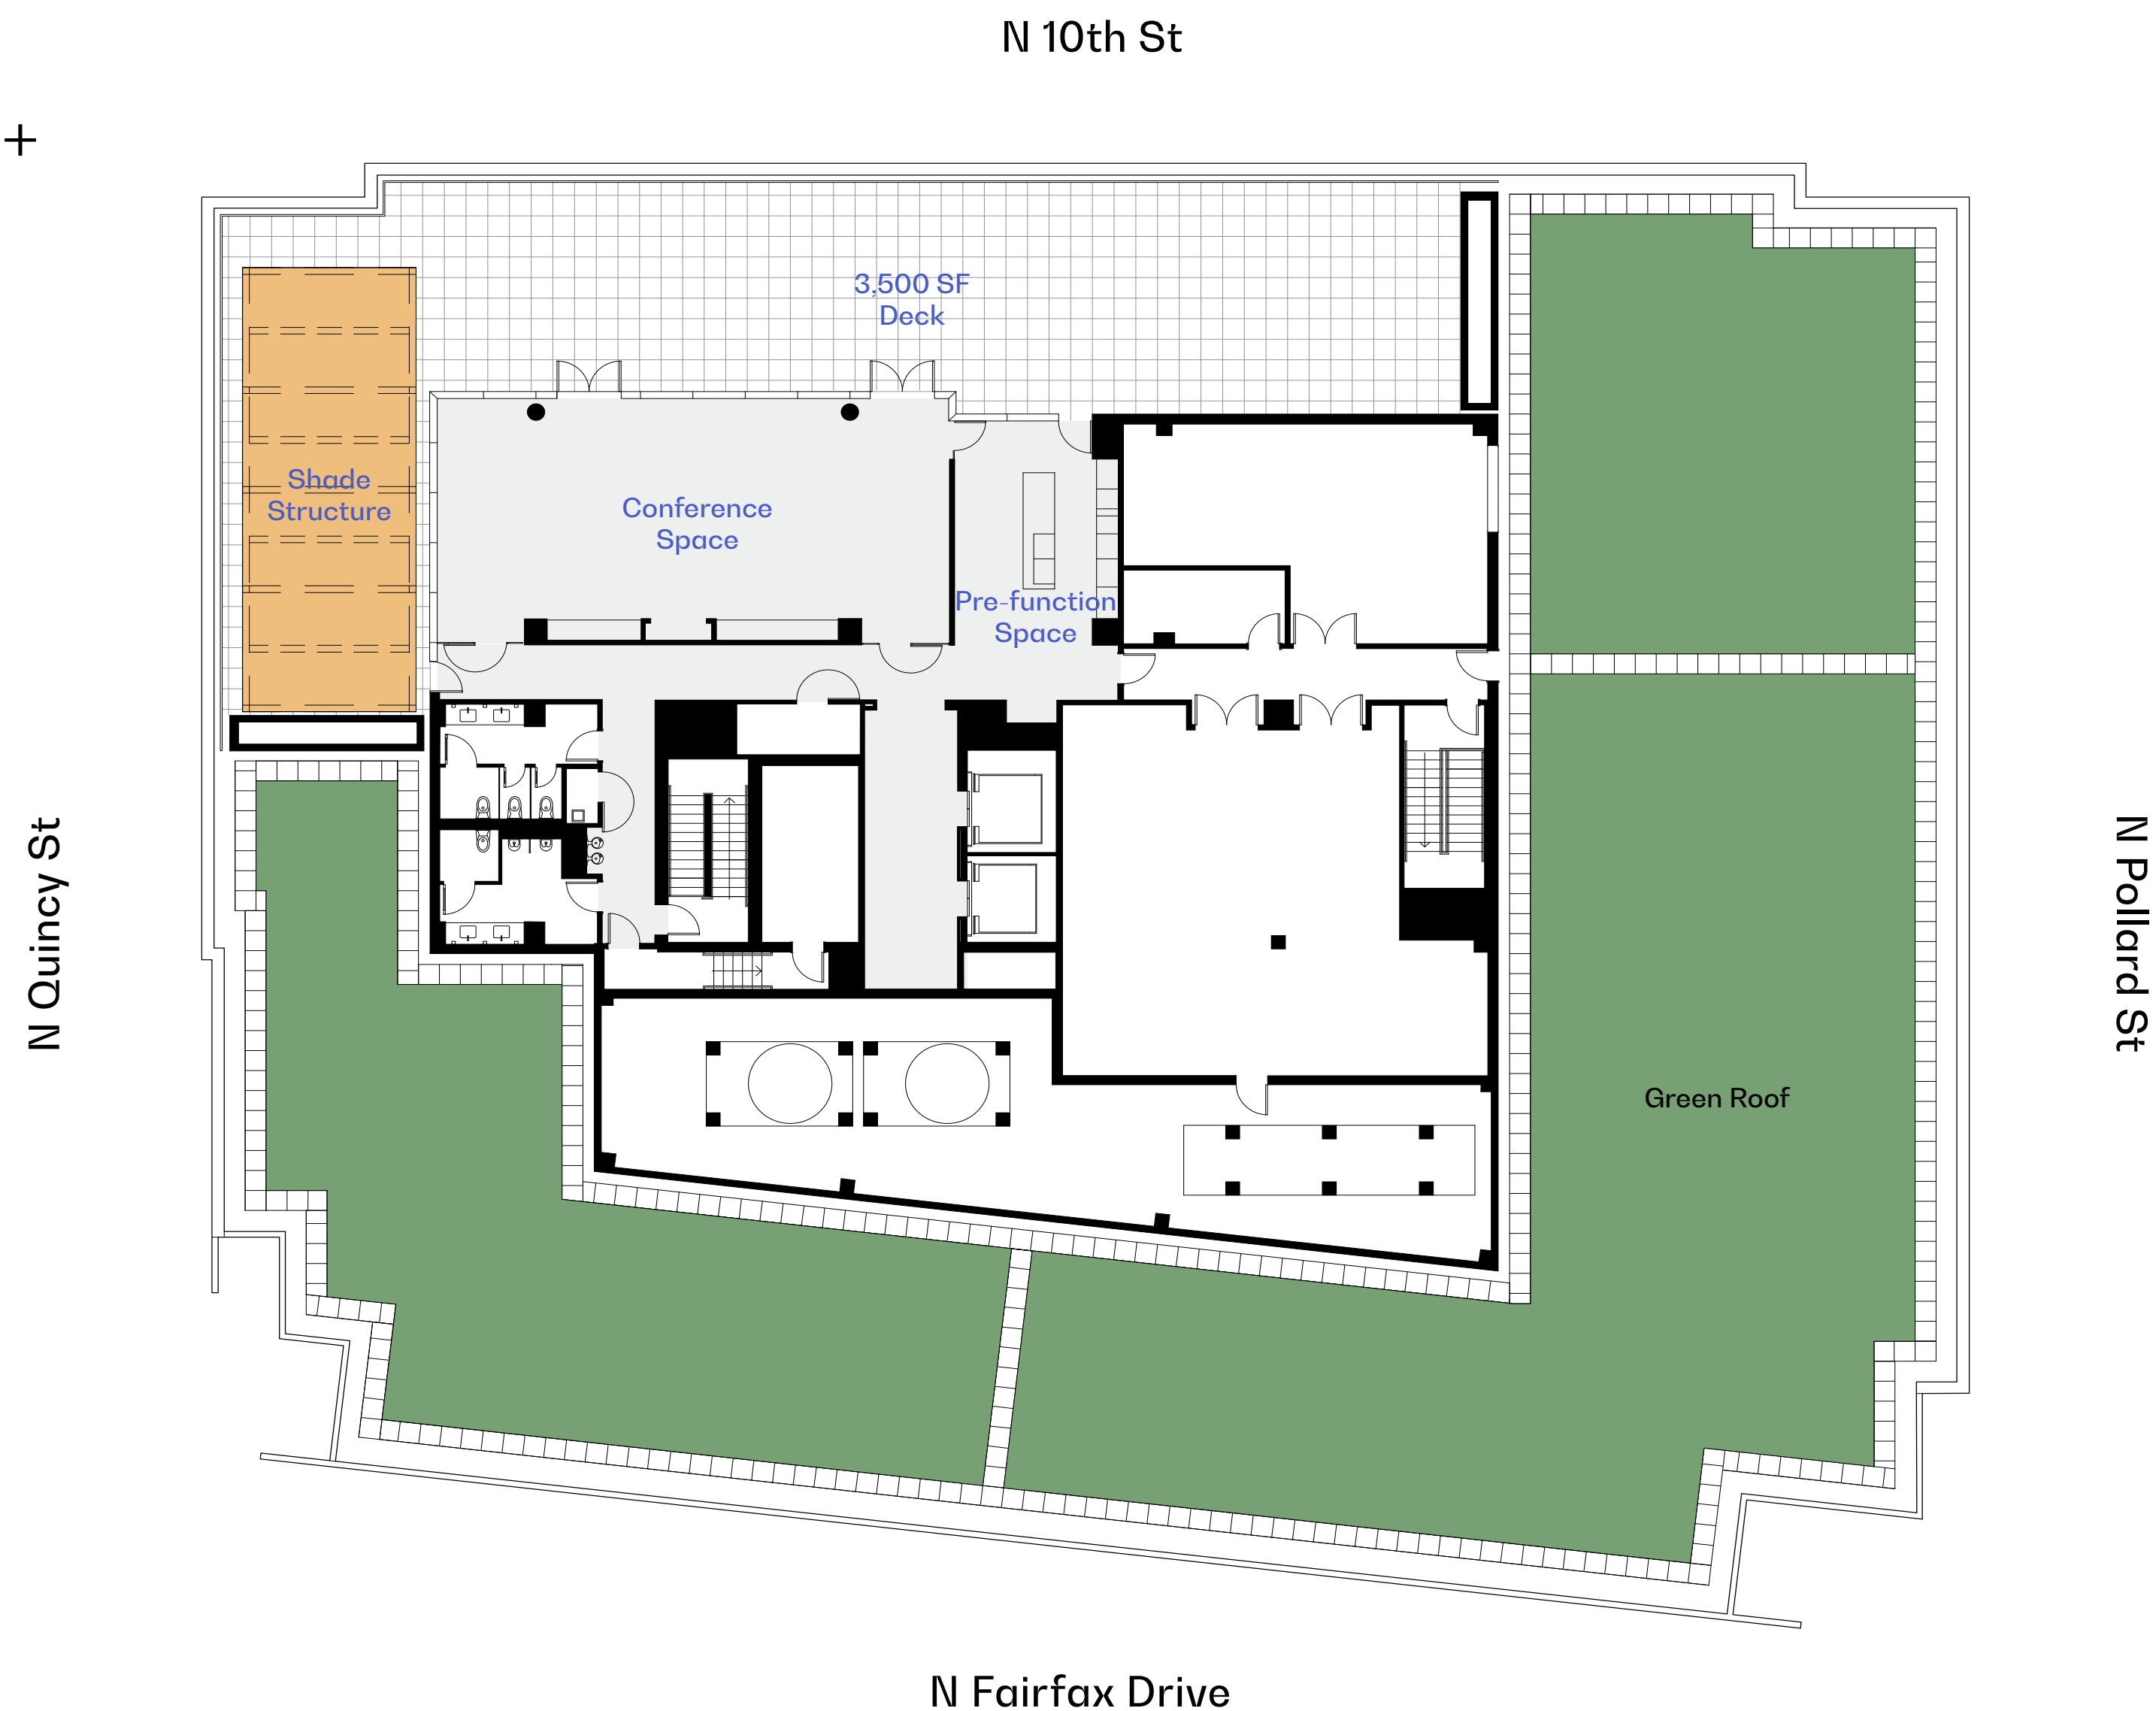 N 10th St
3,500 SF
Deck
Shade
Structure
Conference
Space
Pre-function
Space
N Quincy St
N Pollard St
Green Roof
N Fairfax Drive